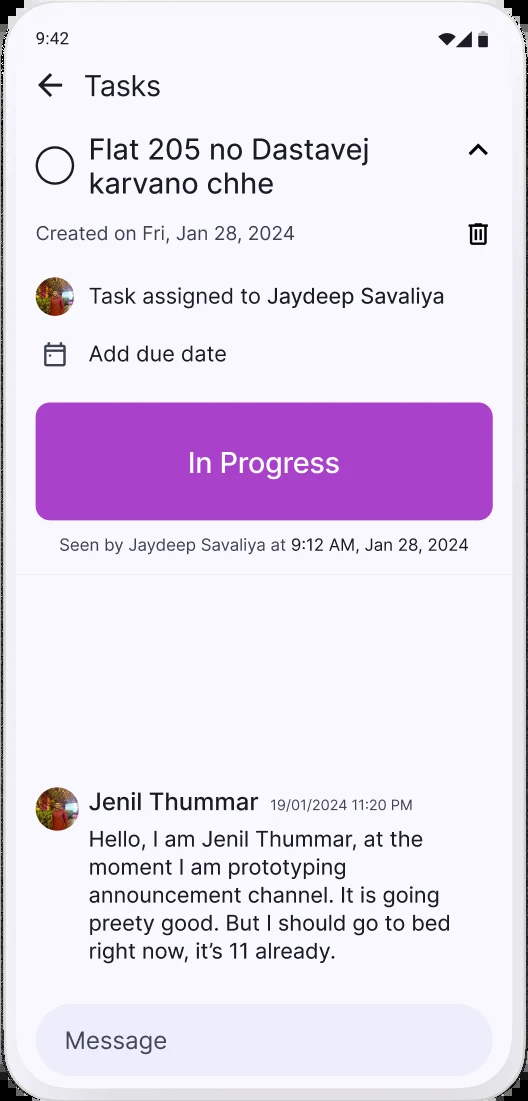 9:42
Tasks
Flat 205 no Dastavej
karvano chhe
Created on Fri, Jan 28, 2024
Task assigned to Jaydeep Savaliya
Add due date
In Progress
Seen by Jaydeep Savaliya at 9:12 AM, Jan 28, 2024
Jenil Thummar 19/01/2024 11:20 PM
Hello, I am Jenil Thummar, at the
moment I am prototyping
announcement channel. It is going
preety good. But I should go to bed
right now, it’s 11 already.
Message